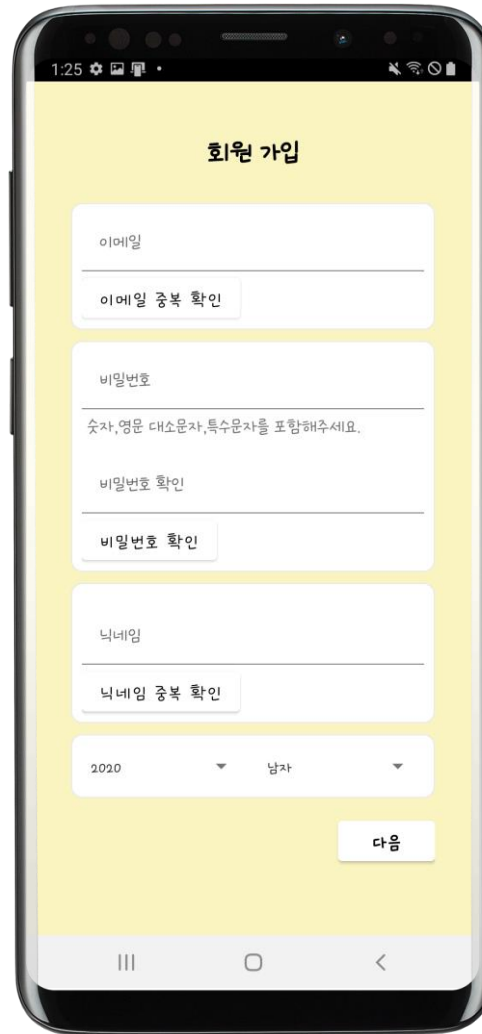 1:25
회원 가입
이메일
이메일 중복 확인
비밀번호
숫자,영문 대소문자,특수문자를 포함해주세요.
비밀번호 확인
비밀번호 확인
닉네임
닉네임 중복 확인
2020 남자
다음